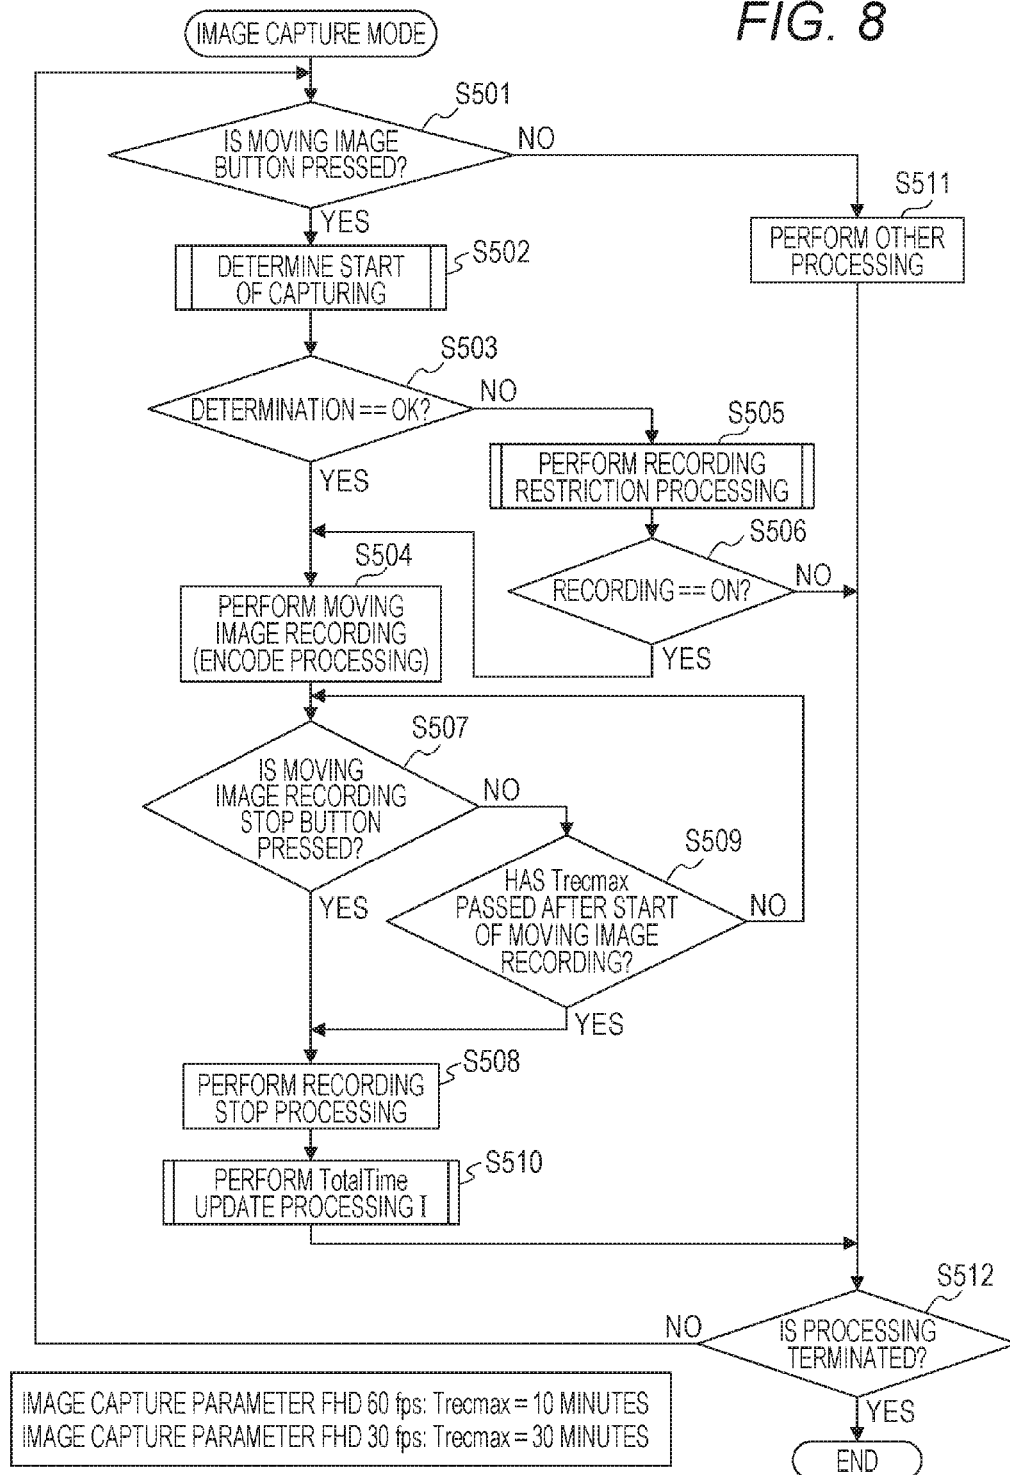 FIG. 8
IMAGE CAPTURE MODE
S501
IS MOVING IMAGE
BUTTON PRESSED?
NO
YES
S511
PERFORM OTHER
PROCESSING
S502
DETERMINE START
OF CAPTURING
S503
DETERMINATION == OK?
NO
YES
S505
PERFORM RECORDING
RESTRICTION PROCESSING
S506
RECORDING == ON?
NO
YES
S504
PERFORM MOVING
IMAGE RECORDING
(ENCODE PROCESSING)
S507
IS MOVING
IMAGE RECORDING
STOP BUTTON
PRESSED?
NO
YES
S509
HAS Trecmax
PASSED AFTER START
OF MOVING IMAGE
RECORDING?
NO
YES
S508
PERFORM RECORDING
STOP PROCESSING
S510
PERFORM TotalTime
UPDATE PROCESSING I
S512
IS PROCESSING
TERMINATED?
NO
YES
END
IMAGE CAPTURE PARAMETER FHD 60 fps: Trecmax = 10 MINUTES
IMAGE CAPTURE PARAMETER FHD 30 fps: Trecmax = 30 MINUTES